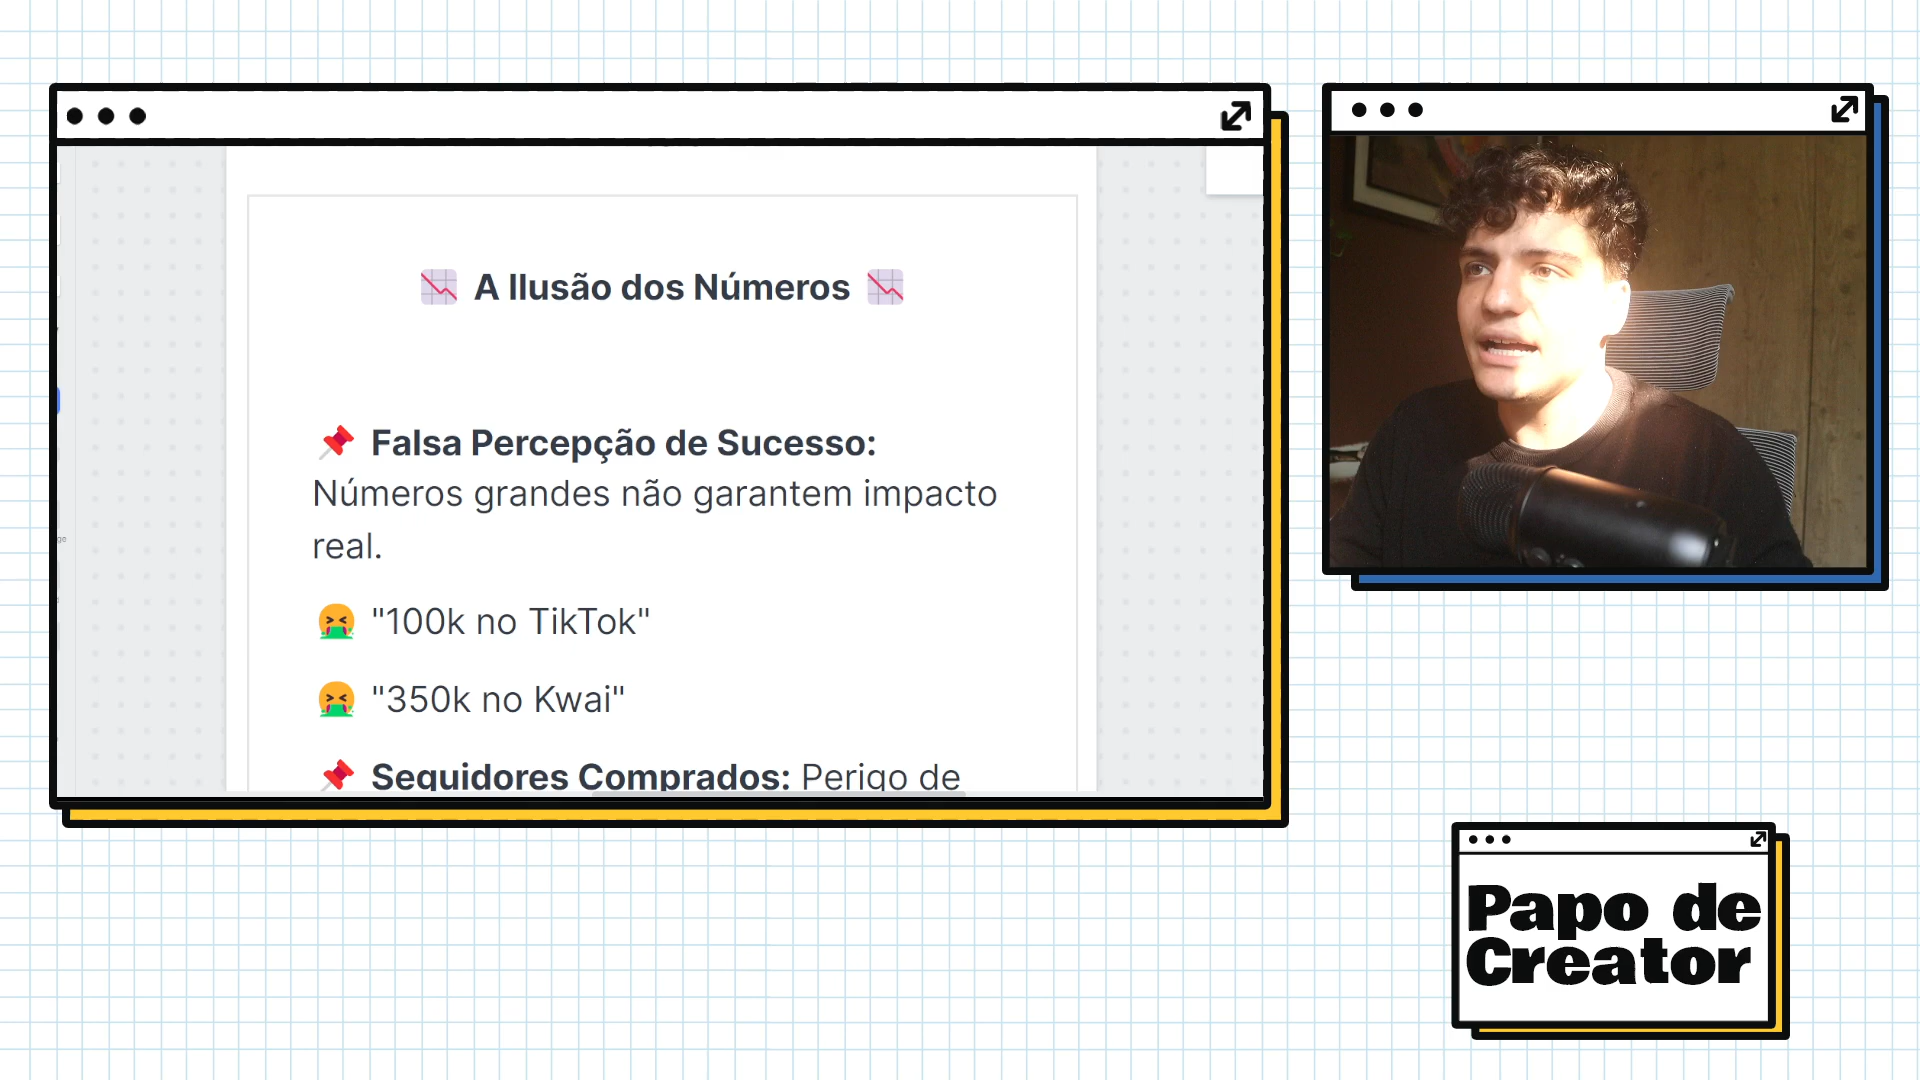 📉 A Ilusão dos Números 📉
📌 Falsa Percepção de Sucesso:
Números grandes não garantem impacto
real.
🤮 "100k no TikTok"
🤮 "350k no Kwai"
📌 Seguidores Comprados: Perigo de
Papo de
Creator